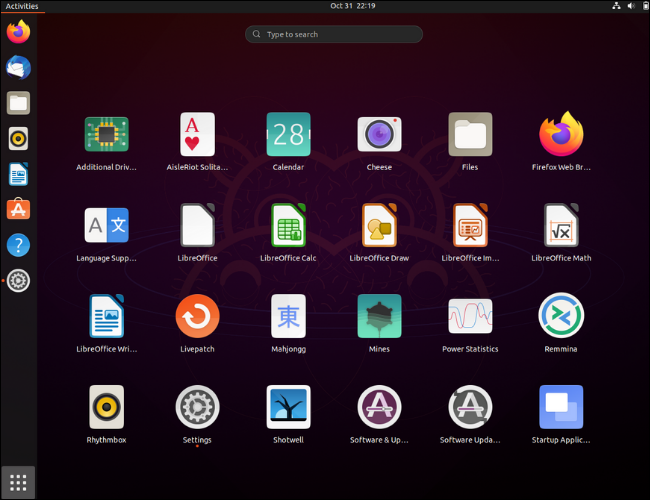 Activities
Oct 31 22:19
Type to search
A
28
Additional Driv...
AisleRiot Solita...
Calendar
Cheese
Files
Firefox Web Br...
A 文
√x
Language Supp...
LibreOffice
LibreOffice Calc
LibreOffice Draw
LibreOffice Im...
LibreOffice Math
東
LibreOffice Wri...
Livepatch
Mahjongg
Mines
Power Statistics
Remmina
Rhythmbox
Settings
Shotwell
Software & Up...
Software Upda...
Startup Applic...